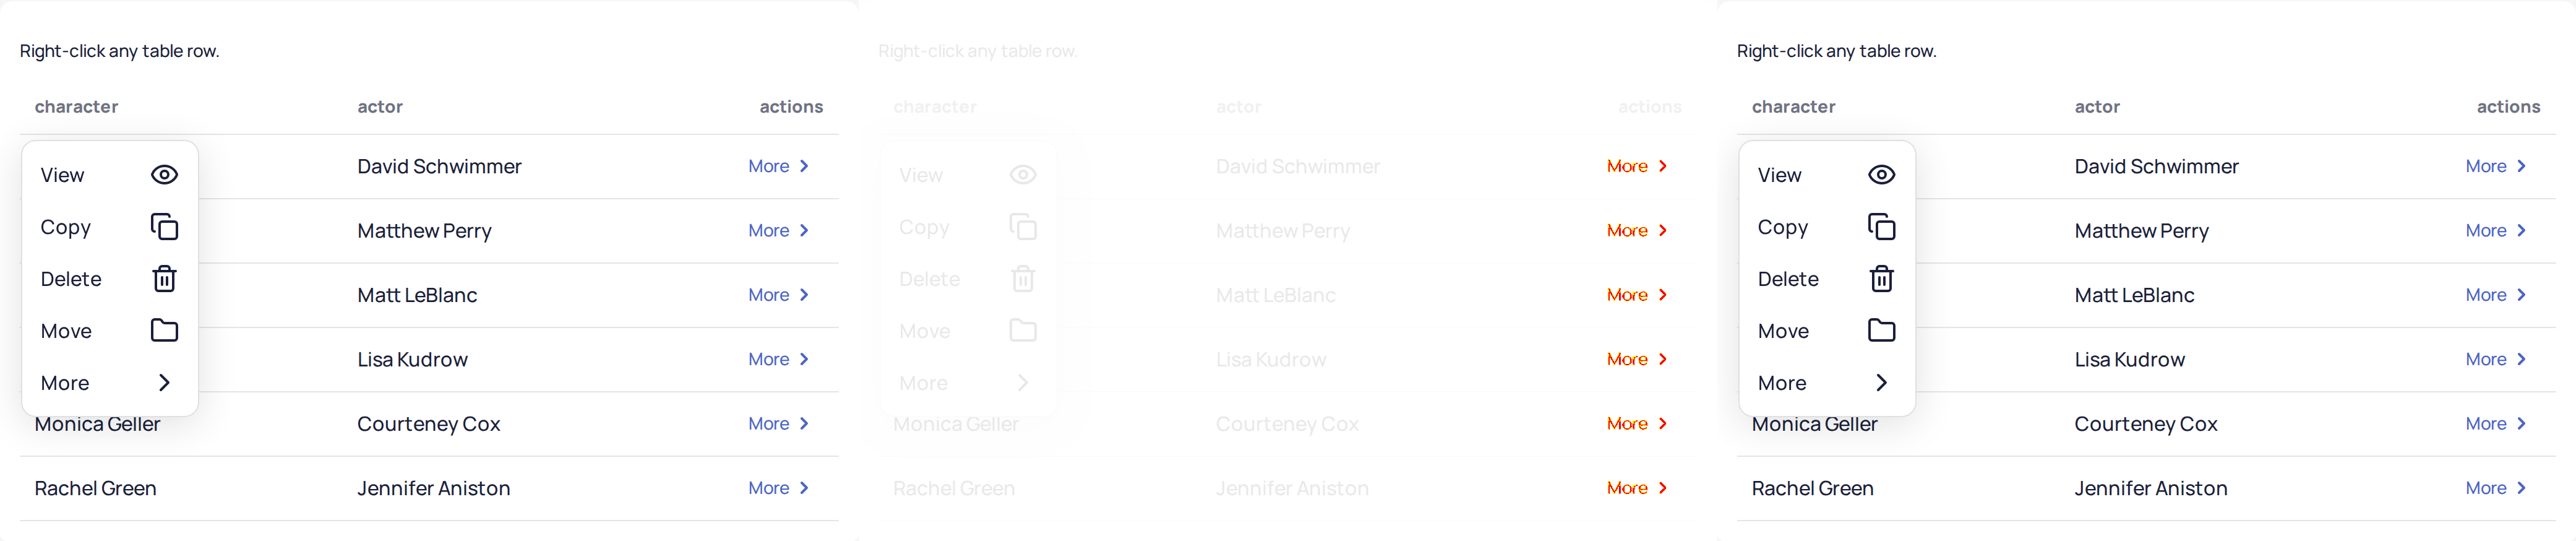 Right-click any table row.
character actor actions
View
David Schwimmer More
Copy
Matthew Perry More
Delete
Matt LeBlanc More
Move
Lisa Kudrow More
More
Monica Geller Courteney Cox More
Rachel Green Jennifer Aniston More
Right-click any table row.
character actor actions
View
David Schwimmer More
Copy
Matthew Perry More
Delete
Matt LeBlanc More
Move
Lisa Kudrow More
More
Monica Geller Courteney Cox More
Rachel Green Jennifer Aniston More
Right-click any table row.
character actor actions
View
David Schwimmer More
Copy
Matthew Perry More
Delete
Matt LeBlanc More
Move
Lisa Kudrow More
More
Monica Geller Courteney Cox More
Rachel Green Jennifer Aniston More